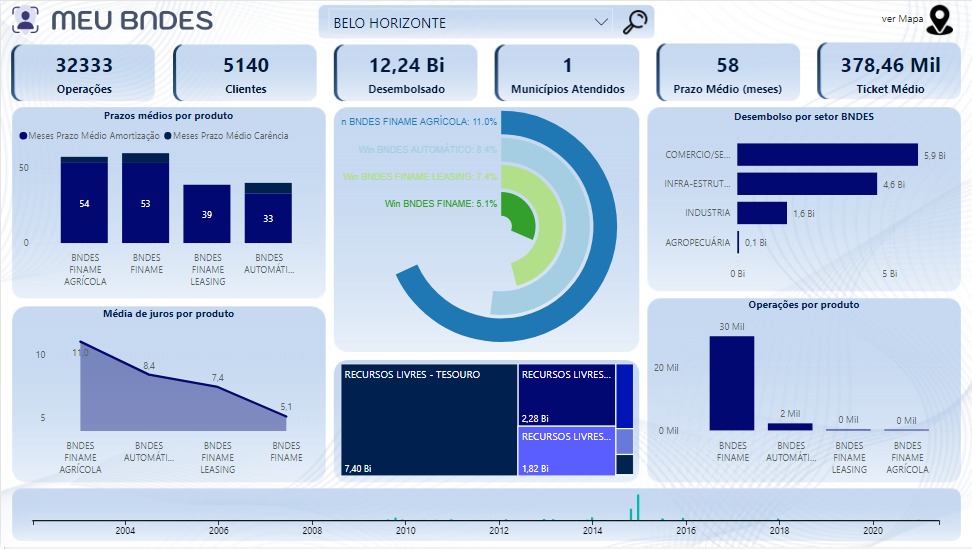 MEU BNDES
BELO HORIZONTE
ver Mapa
32333
Operações
5140
Clientes
12,24 Bi
Desembolsado
1
Municípios Atendidos
58
Prazo Médio (meses)
378,46 Mil
Ticket Médio
Prazos médios por produto
Meses Prazo Médio Amortização Meses Prazo Médio Carência
50
0
54
53
39
33
BNDES
FINAME
AGRÍCOLA
BNDES
FINAME
BNDES
FINAME
LEASING
BNDES
AUTOMÁTI...
n BNDES FINAME AGRÍCOLA: 11.0%
Win BNDES AUTOMÁTICO: 8.4%
Win BNDES FINAME LEASING: 7.4%
Win BNDES FINAME: 5.1%
Desembolso por setor BNDES
COMERCIO/SE...
5,9 Bi
INFRA-ESTRUT...
4,6 Bi
INDUSTRIA
1,6 Bi
AGROPECUÁRIA
0,1 Bi
0 Bi
5 Bi
Média de juros por produto
10
5
11,0
8,4
7,4
5,1
BNDES
FINAME
AGRÍCOLA
BNDES
AUTOMÁTI...
BNDES
FINAME
LEASING
BNDES
FINAME
RECURSOS LIVRES - TESOURO
7,40 Bi
RECURSOS LIVRES...
2,28 Bi
RECURSOS LIVRES...
1,82 Bi
Operações por produto
20 Mil
0 Mil
30 Mil
2 Mil
0 Mil
0 Mil
BNDES
FINAME
BNDES
AUTOMÁTI...
BNDES
FINAME
LEASING
BNDES
FINAME
AGRÍCOLA
2004
2006
2008
2010
2012
2014
2016
2018
2020